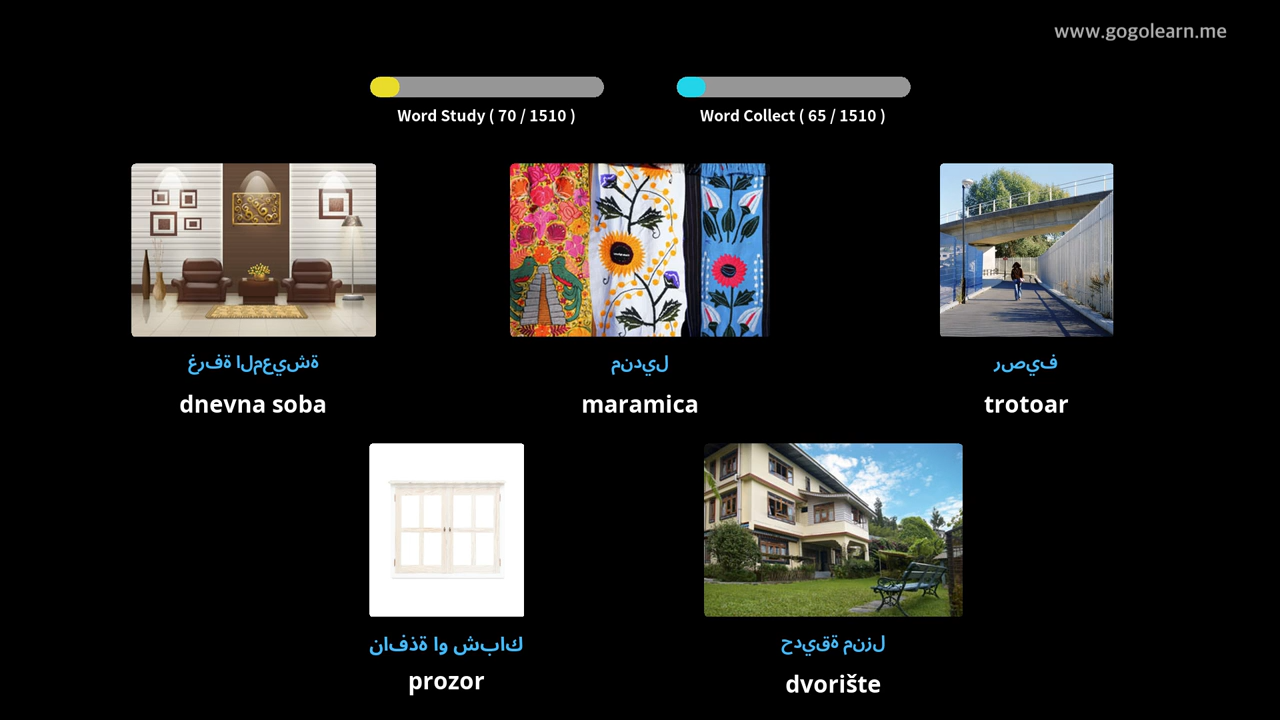 www.gogolearn.me
Word Study ( 70 / 1510 )
Word Collect ( 65 / 1510 )
غرفة المعيشة
منديل
رصيف
dnevna soba
maramica
trotoar
نافذة او شباك
حديقة منزل
prozor
dvorište